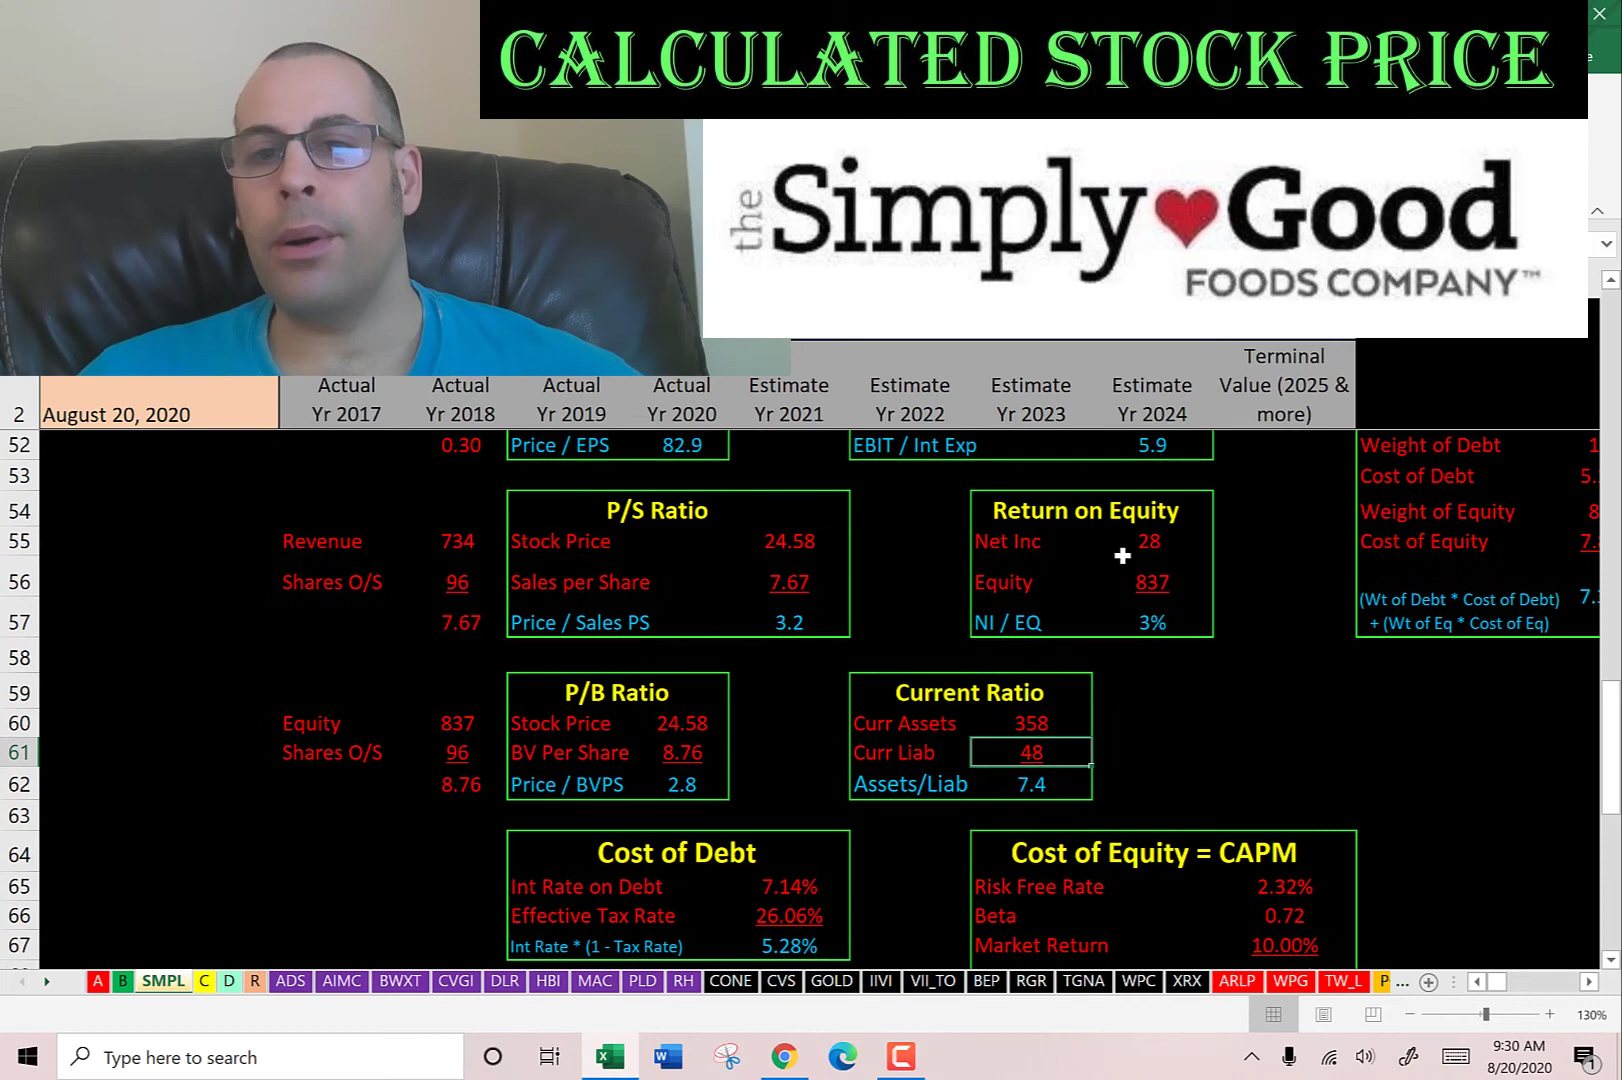 CALCULATED STOCK PRICE
the Simply Good
FOODS COMPANY™
2 August 20, 2020 Actual Yr 2017 Actual Yr 2018 Actual Yr 2019 Actual Yr 2020 Estimate Yr 2021 Estimate Yr 2022 Estimate Yr 2023 Estimate Yr 2024 Terminal Value (2025 & more)
52 0.30 Price / EPS 82.9 EBIT / Int Exp 5.9 Weight of Debt 1
53 Cost of Debt 5.
54 P/S Ratio Return on Equity Weight of Equity 8
55 Revenue 734 Stock Price 24.58 Net Inc 28 Cost of Equity 7.
56 Shares O/S 96 Sales per Share 7.67 Equity 837 (Wt of Debt * Cost of Debt) 7.
57 7.67 Price / Sales PS 3.2 NI / EQ 3% + (Wt of Eq * Cost of Eq)
58
59 P/B Ratio Current Ratio
60 Equity 837 Stock Price 24.58 Curr Assets 358
61 Shares O/S 96 BV Per Share 8.76 Curr Liab 48
62 8.76 Price / BVPS 2.8 Assets/Liab 7.4
63
64 Cost of Debt Cost of Equity = CAPM
65 Int Rate on Debt 7.14% Risk Free Rate 2.32%
66 Effective Tax Rate 26.06% Beta 0.72
67 Int Rate * (1 - Tax Rate) 5.28% Market Return 10.00%
A B SMPL C D R ADS AIMC BWXT CVGI DLR HBI MAC PLD RH CONE CVS GOLD IIVI VII_TO BEP RGR TGNA WPC XRX ARLP WPG TW_L P ...
130%
Type here to search
9:30 AM
8/20/2020
1